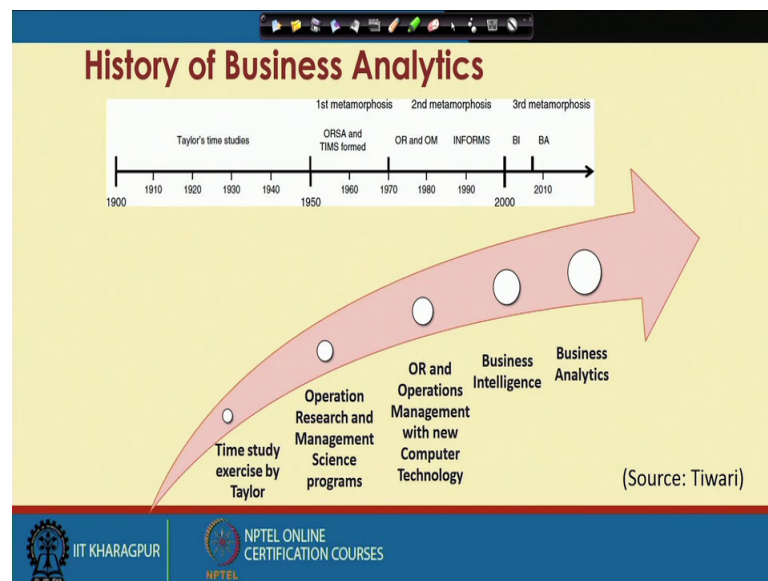 History of Business Analytics
1st metamorphosis 2nd metamorphosis 3rd metamorphosis
Taylor's time studies ORSA and TIMS formed OR and OM INFORMS BI BA
1900 1910 1920 1930 1940 1950 1960 1970 1980 1990 2000 2010
Time study
exercise by
Taylor
Operation
Research and
Management
Science
programs
OR and
Operations
Management
with new
Computer
Technology
Business
Intelligence
Business
Analytics
(Source: Tiwari)
IIT KHARAGPUR
NPTEL
NPTEL ONLINE
CERTIFICATION COURSES